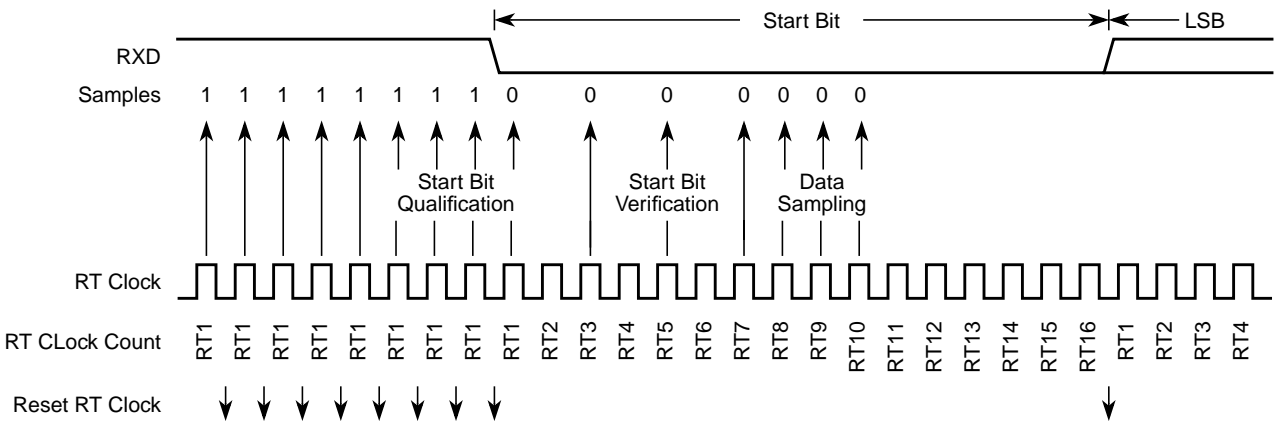 Start Bit LSB
RXD
Samples 1 1 1 1 1 1 1 1 0 0 0 0 0 0 0
Start Bit Qualification
Start Bit Verification
Data Sampling
RT Clock
RT CLock Count RT1 RT1 RT1 RT1 RT1 RT1 RT1 RT1 RT1 RT2 RT3 RT4 RT5 RT6 RT7 RT8 RT9 RT10 RT11 RT12 RT13 RT14 RT15 RT16 RT1 RT2 RT3 RT4
Reset RT Clock